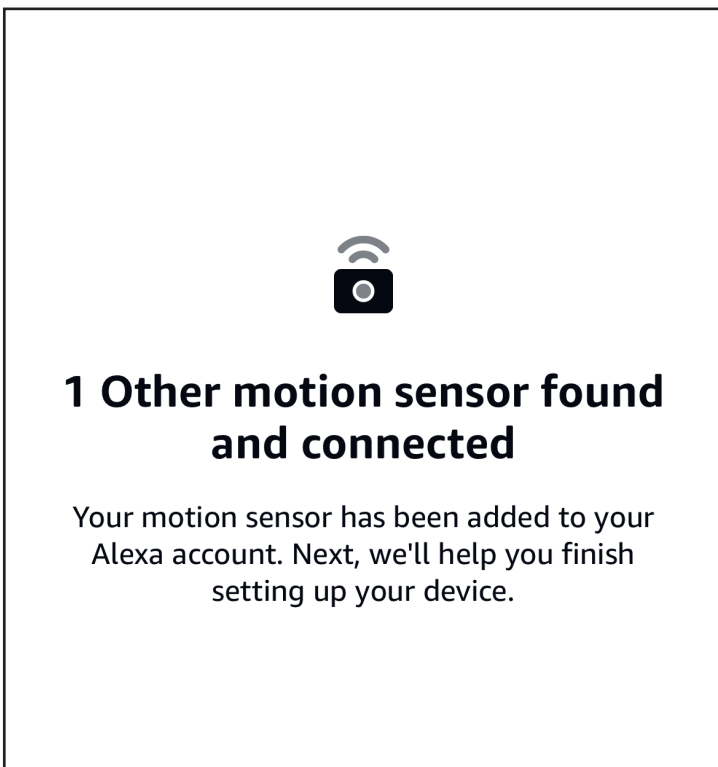 1 Other motion sensor found
and connected
Your motion sensor has been added to your
Alexa account. Next, we'll help you finish
setting up your device.